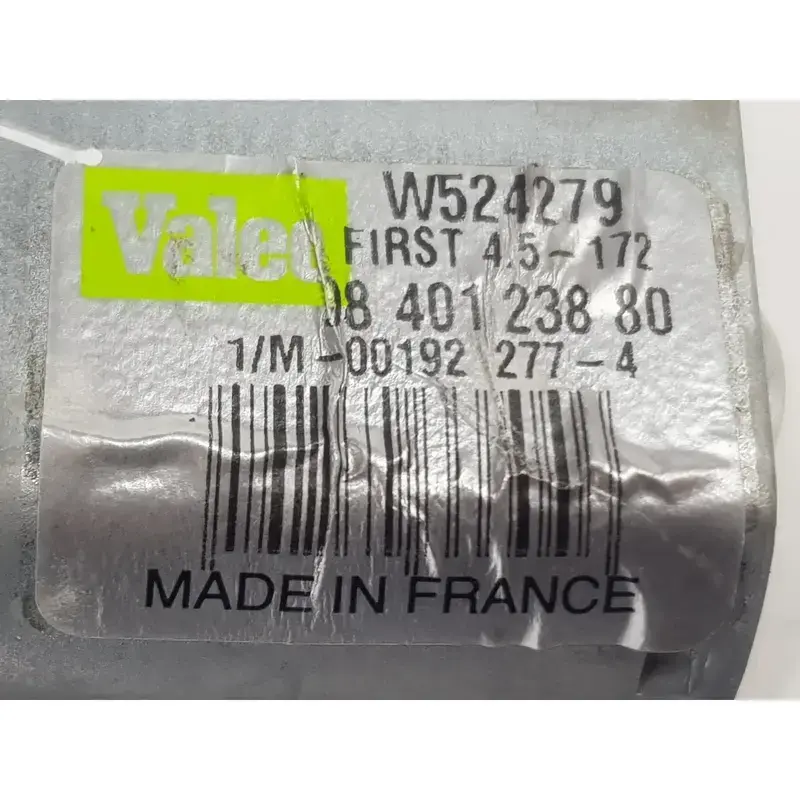 Valeo
W524279
FIRST 4.5-172
98 401 238 80
1/M-00192 277-4
MADE IN FRANCE